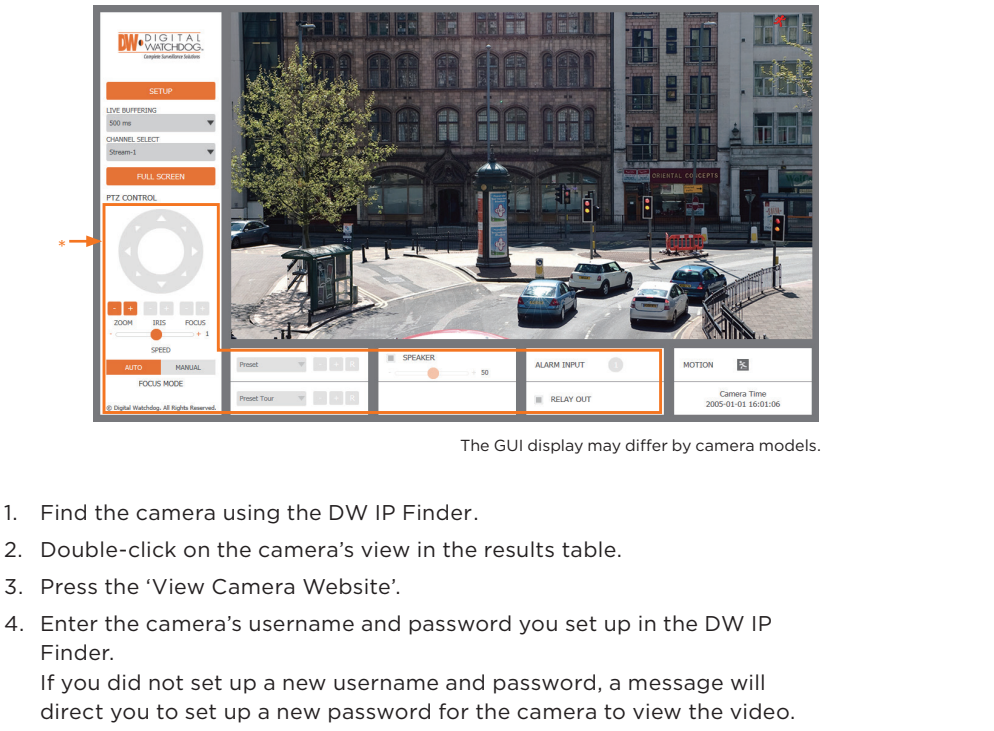 DW DIGITAL
WATCHDOG.
Complete Surveillance Solutions
SETUP
LIVE BUFFERING
500 ms
CHANNEL SELECT
Stream-1
FULL SCREEN
PTZ CONTROL
*
- + - + - +
ZOOM IRIS FOCUS
- + 1
SPEED
AUTO MANUAL
FOCUS MODE
© Digital Watchdog. All Rights Reserved.
ORIENTAL CONCEPTS
Preset
Preset Tour
SPEAKER
- + 50
ALARM INPUT 1
RELAY OUT
MOTION
Camera Time
2005-01-01 16:01:06
The GUI display may differ by camera models.
1. Find the camera using the DW IP Finder.
2. Double-click on the camera’s view in the results table.
3. Press the ‘View Camera Website’.
4. Enter the camera’s username and password you set up in the DW IP
Finder.
If you did not set up a new username and password, a message will
direct you to set up a new password for the camera to view the video.